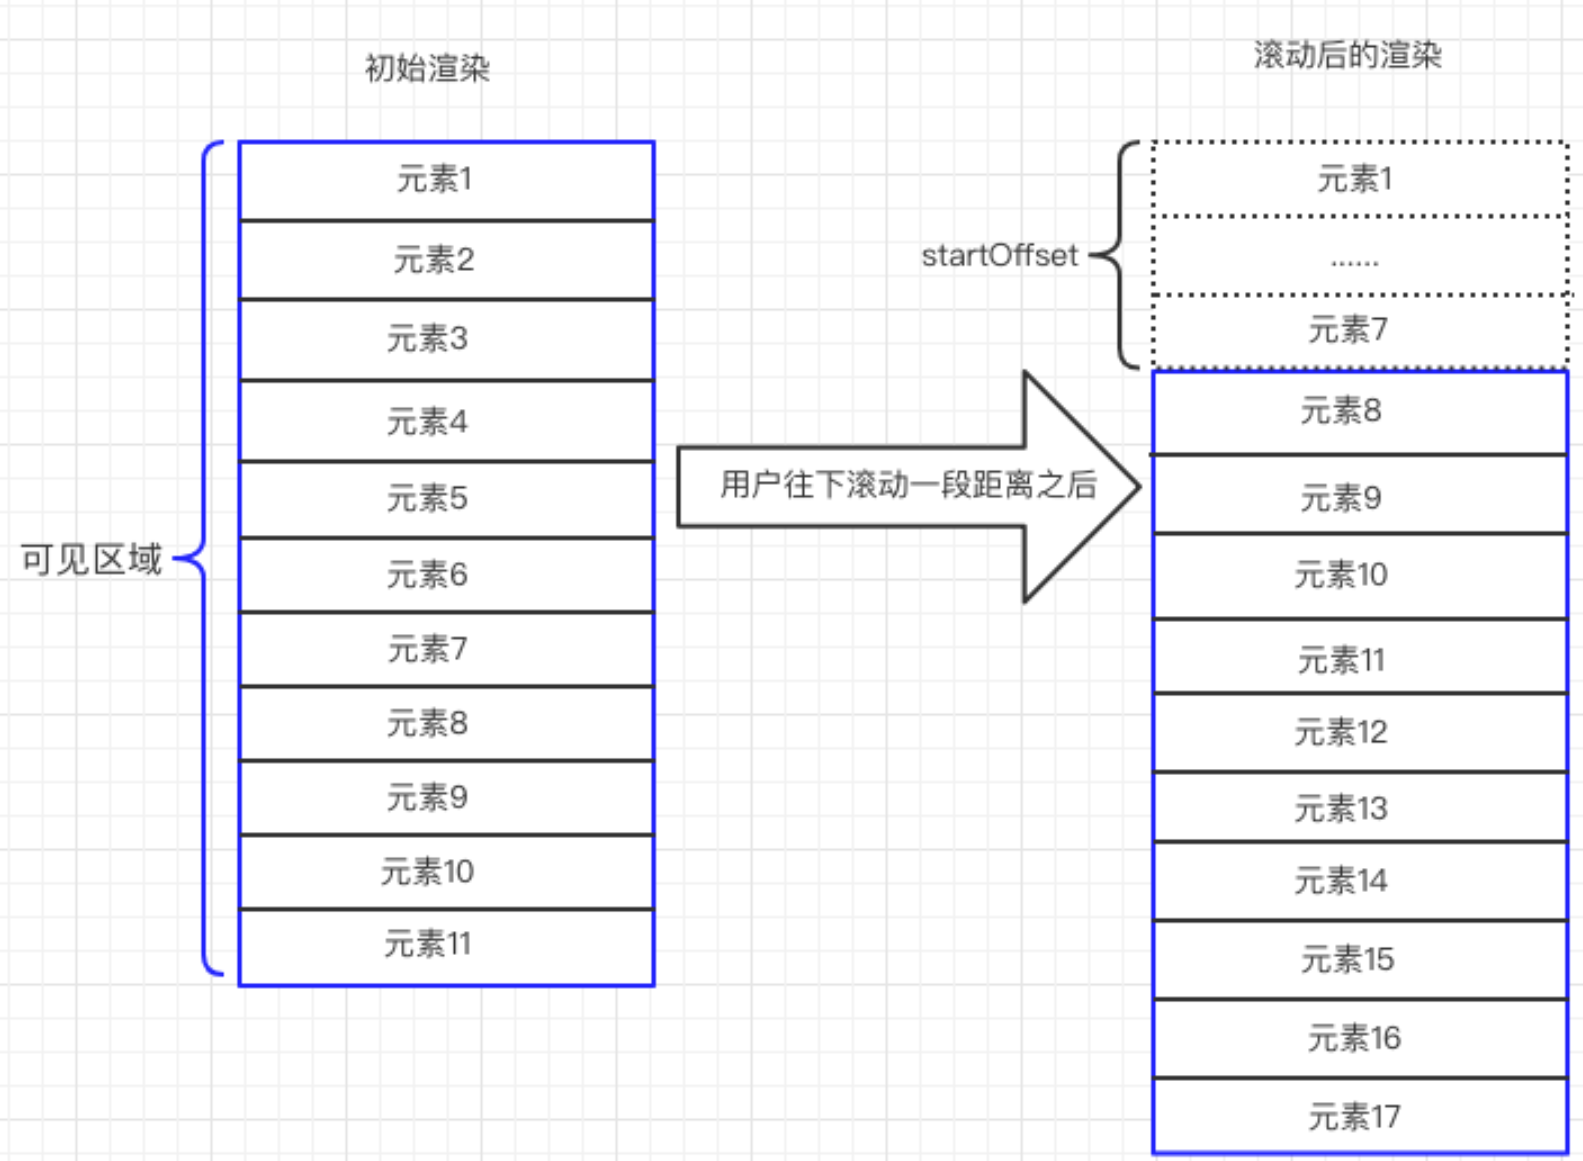 初始渲染
滚动后的渲染
可见区域
元素1
元素2
元素3
元素4
元素5
元素6
元素7
元素8
元素9
元素10
元素11
用户往下滚动一段距离之后
startOffset
元素1
......
元素7
元素8
元素9
元素10
元素11
元素12
元素13
元素14
元素15
元素16
元素17